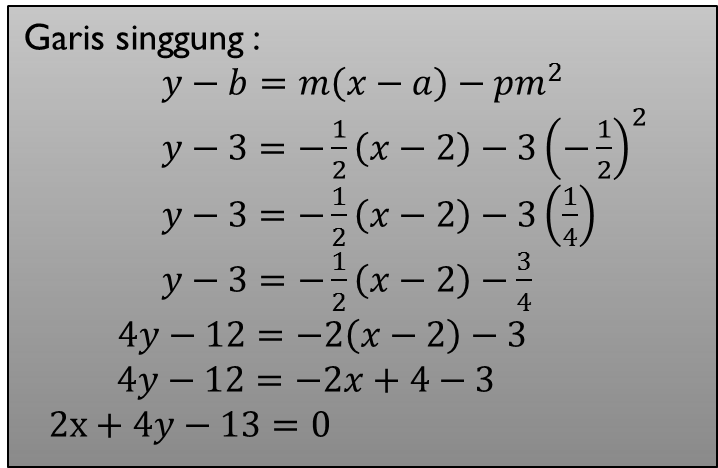 Garis singgung :
y − b = m(x − a) − pm²
y − 3 = −1/2 (x − 2) − 3(−1/2)²
y − 3 = −1/2 (x − 2) − 3(1/4)
y − 3 = −1/2 (x − 2) − 3/4
4y − 12 = −2(x − 2) − 3
4y − 12 = −2x + 4 − 3
2x + 4y − 13 = 0